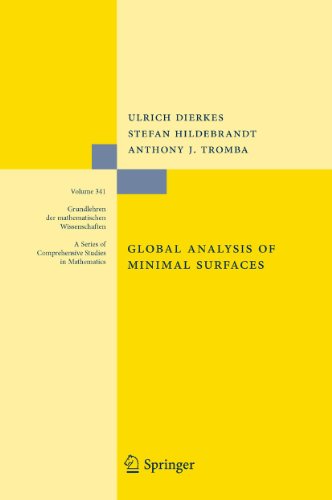 ULRICH DIERKES
STEFAN HILDEBRANDT
ANTHONY J. TROMBA
Volume 341
Grundlehren
der mathematischen
Wissenschaften
A Series of
Comprehensive Studies
in Mathematics
GLOBAL ANALYSIS OF
MINIMAL SURFACES
Springer